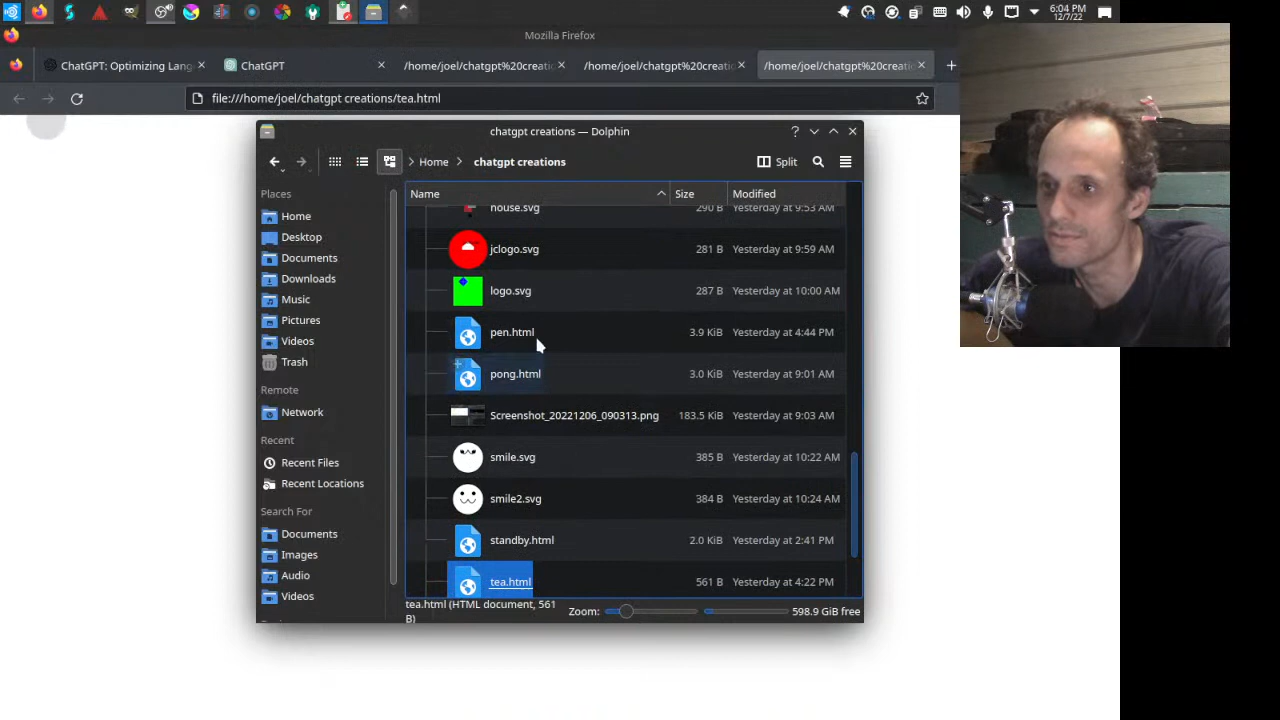 6:04 PM
12/7/22
Mozilla Firefox
ChatGPT: Optimizing Lang
ChatGPT
/home/joel/chatgpt%20creatio
/home/joel/chatgpt%20creatio
/home/joel/chatgpt%20creatio
file:///home/joel/chatgpt creations/tea.html
chatgpt creations — Dolphin
Home
chatgpt creations
Split
Places
Home
Desktop
Documents
Downloads
Music
Pictures
Videos
Trash
Remote
Network
Recent
Recent Files
Recent Locations
Search For
Documents
Images
Audio
Videos
Name Size Modified
house.svg 290 B Yesterday at 9:53 AM
jclogo.svg 281 B Yesterday at 9:59 AM
logo.svg 287 B Yesterday at 10:00 AM
pen.html 3.9 KiB Yesterday at 4:44 PM
pong.html 3.0 KiB Yesterday at 9:01 AM
Screenshot_20221206_090313.png 183.5 KiB Yesterday at 9:03 AM
smile.svg 385 B Yesterday at 10:22 AM
smile2.svg 384 B Yesterday at 10:24 AM
standby.html 2.0 KiB Yesterday at 2:41 PM
tea.html 561 B Yesterday at 4:22 PM
tea.html (HTML document, 561
B)
Zoom:
598.9 GiB free